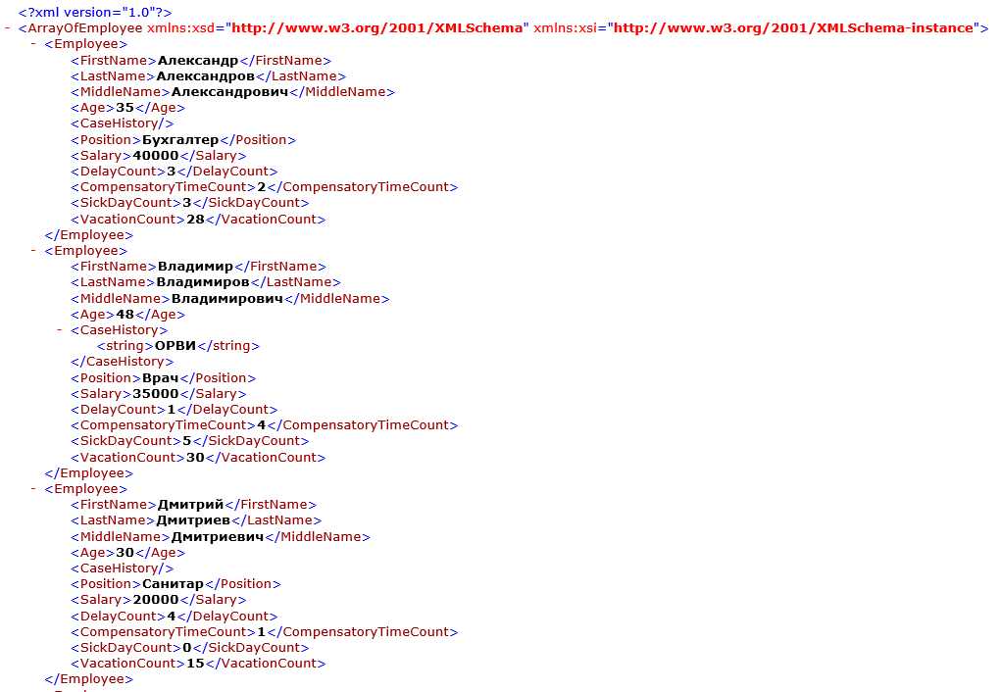 <?xml version="1.0"?>
- <ArrayOfEmployee xmlns:xsd="http://www.w3.org/2001/XMLSchema" xmlns:xsi="http://www.w3.org/2001/XMLSchema-instance">
- <Employee>
<FirstName>Александр</FirstName>
<LastName>Александров</LastName>
<MiddleName>Александрович</MiddleName>
<Age>35</Age>
<CaseHistory/>
<Position>Бухгалтер</Position>
<Salary>40000</Salary>
<DelayCount>3</DelayCount>
<CompensatoryTimeCount>2</CompensatoryTimeCount>
<SickDayCount>3</SickDayCount>
<VacationCount>28</VacationCount>
</Employee>
- <Employee>
<FirstName>Владимир</FirstName>
<LastName>Владимиров</LastName>
<MiddleName>Владимирович</MiddleName>
<Age>48</Age>
- <CaseHistory>
<string>ОРВИ</string>
</CaseHistory>
<Position>Врач</Position>
<Salary>35000</Salary>
<DelayCount>1</DelayCount>
<CompensatoryTimeCount>4</CompensatoryTimeCount>
<SickDayCount>5</SickDayCount>
<VacationCount>30</VacationCount>
</Employee>
- <Employee>
<FirstName>Дмитрий</FirstName>
<LastName>Дмитриев</LastName>
<MiddleName>Дмитриевич</MiddleName>
<Age>30</Age>
<CaseHistory/>
<Position>Санитар</Position>
<Salary>20000</Salary>
<DelayCount>4</DelayCount>
<CompensatoryTimeCount>1</CompensatoryTimeCount>
<SickDayCount>0</SickDayCount>
<VacationCount>15</VacationCount>
</Employee>